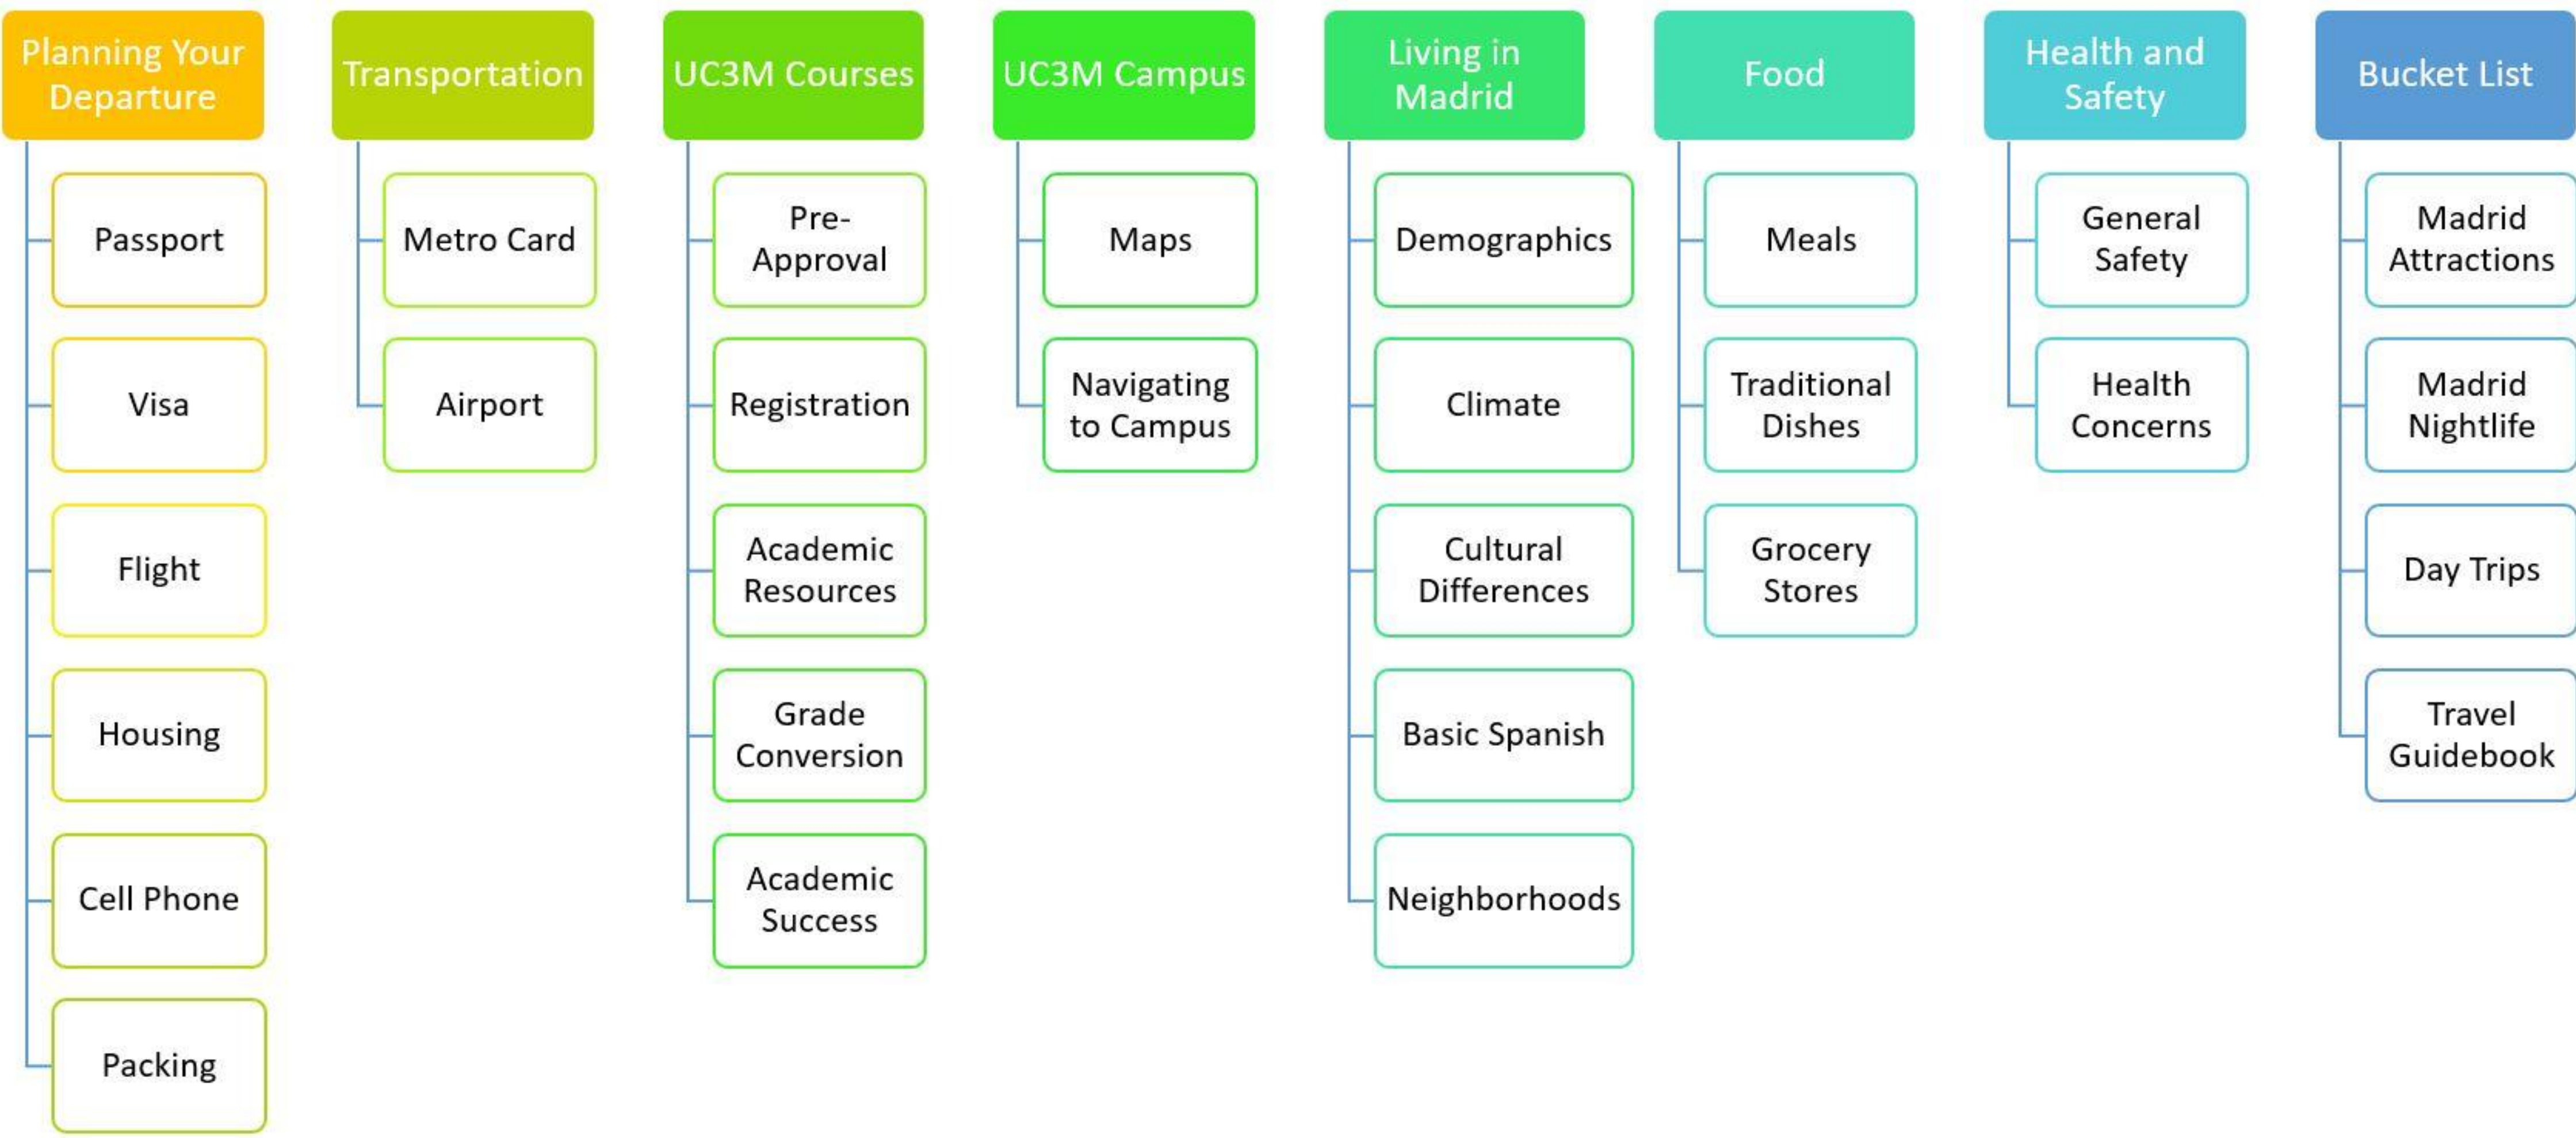 Planning Your
Departure
Passport
Visa
Flight
Housing
Cell Phone
Packing
Transportation
Metro Card
Airport
UC3M Courses
Pre-
Approval
Registration
Academic
Resources
Grade
Conversion
Academic
Success
UC3M Campus
Maps
Navigating
to Campus
Living in
Madrid
Demographics
Climate
Cultural
Differences
Basic Spanish
Neighborhoods
Food
Meals
Traditional
Dishes
Grocery
Stores
Health and
Safety
General
Safety
Health
Concerns
Bucket List
Madrid
Attractions
Madrid
Nightlife
Day Trips
Travel
Guidebook